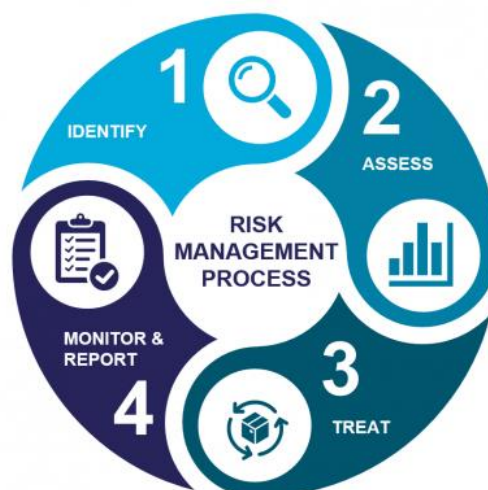 1
IDENTIFY
2
ASSESS
RISK
MANAGEMENT
PROCESS
3
TREAT
MONITOR &
REPORT
4